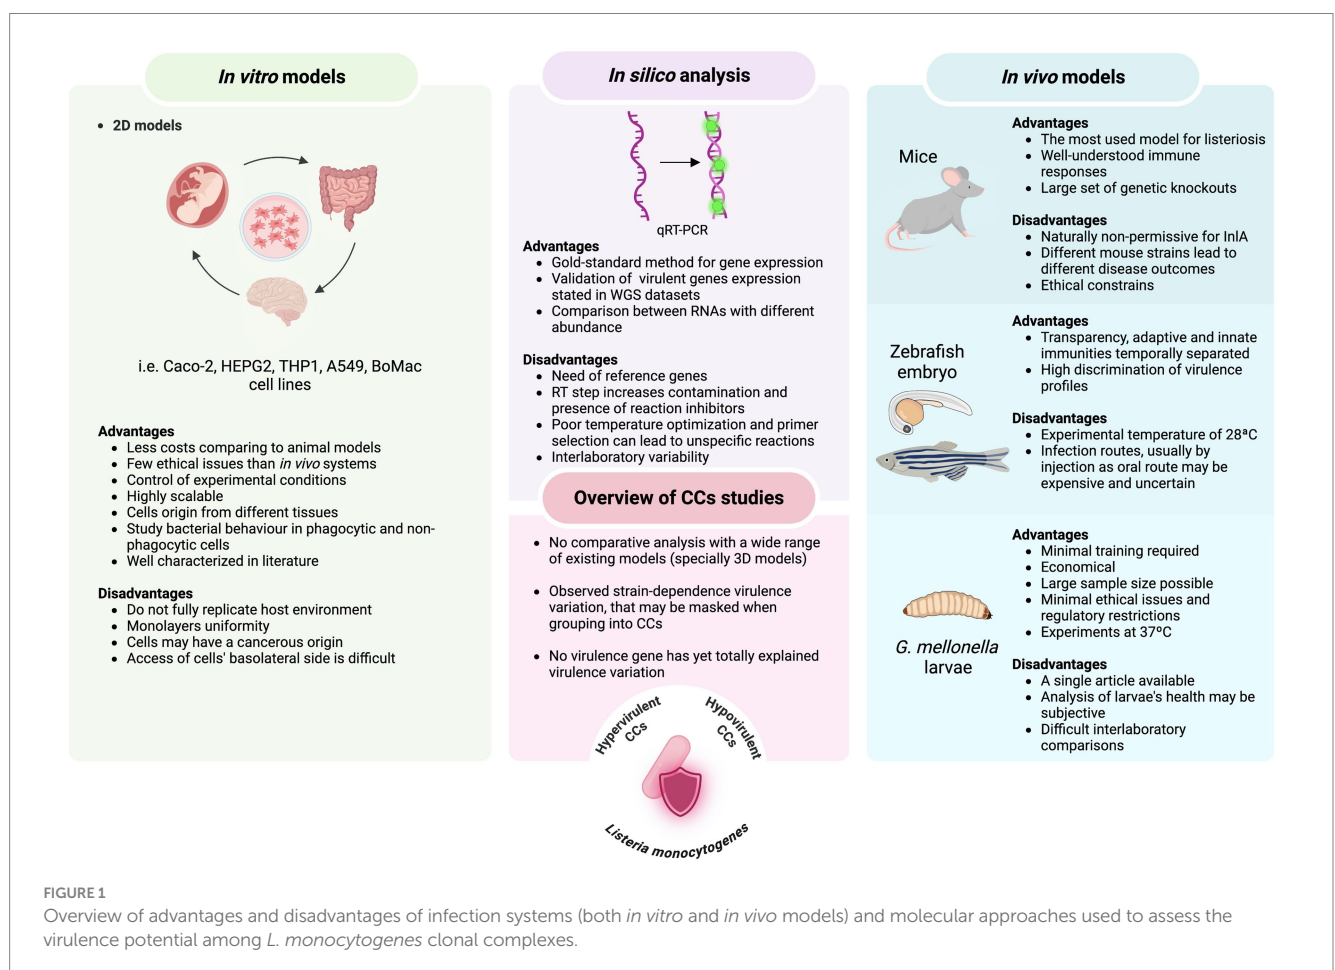 In vitro models
• 2D models
i.e. Caco-2, HEPG2, THP1, A549, BoMac
cell lines
Advantages
• Less costs comparing to animal models
• Few ethical issues than in vivo systems
• Control of experimental conditions
• Highly scalable
• Cells origin from different tissues
• Study bacterial behaviour in phagocytic and non-
phagocytic cells
• Well characterized in literature
Disadvantages
• Do not fully replicate host environment
• Monolayers uniformity
• Cells may have a cancerous origin
• Access of cells' basolateral side is difficult
In silico analysis
qRT-PCR
Advantages
• Gold-standard method for gene expression
• Validation of virulent genes expression
stated in WGS datasets
• Comparison between RNAs with different
abundance
Disadvantages
• Need of reference genes
• RT step increases contamination and
presence of reaction inhibitors
• Poor temperature optimization and primer
selection can lead to unspecific reactions
• Interlaboratory variability
Overview of CCs studies
• No comparative analysis with a wide range
of existing models (specially 3D models)
• Observed strain-dependence virulence
variation, that may be masked when
grouping into CCs
• No virulence gene has yet totally explained
virulence variation
Hypervirulent
CCs
Hypovirulent
CCs
Listeria monocytogenes
In vivo models
Mice
Advantages
• The most used model for listeriosis
• Well-understood immune
responses
• Large set of genetic knockouts
Disadvantages
• Naturally non-permissive for InlA
• Different mouse strains lead to
different disease outcomes
• Ethical constrains
Zebrafish
embryo
Advantages
• Transparency, adaptive and innate
immunities temporally separated
• High discrimination of virulence
profiles
Disadvantages
• Experimental temperature of 28ªC
• Infection routes, usually by
injection as oral route may be
expensive and uncertain
G. mellonella
larvae
Advantages
• Minimal training required
• Economical
• Large sample size possible
• Minimal ethical issues and
regulatory restrictions
• Experiments at 37ºC
Disadvantages
• A single article available
• Analysis of larvae's health may be
subjective
• Difficult interlaboratory
comparisons
FIGURE 1
Overview of advantages and disadvantages of infection systems (both in vitro and in vivo models) and molecular approaches used to assess the
virulence potential among L. monocytogenes clonal complexes.